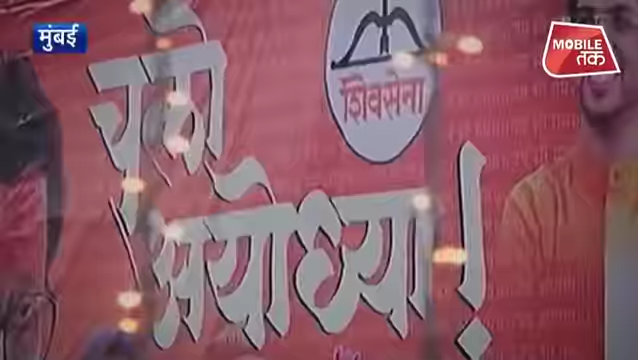 मुंबई
MOBILE
तक
शिवसेना
चलो
अयोध्या!